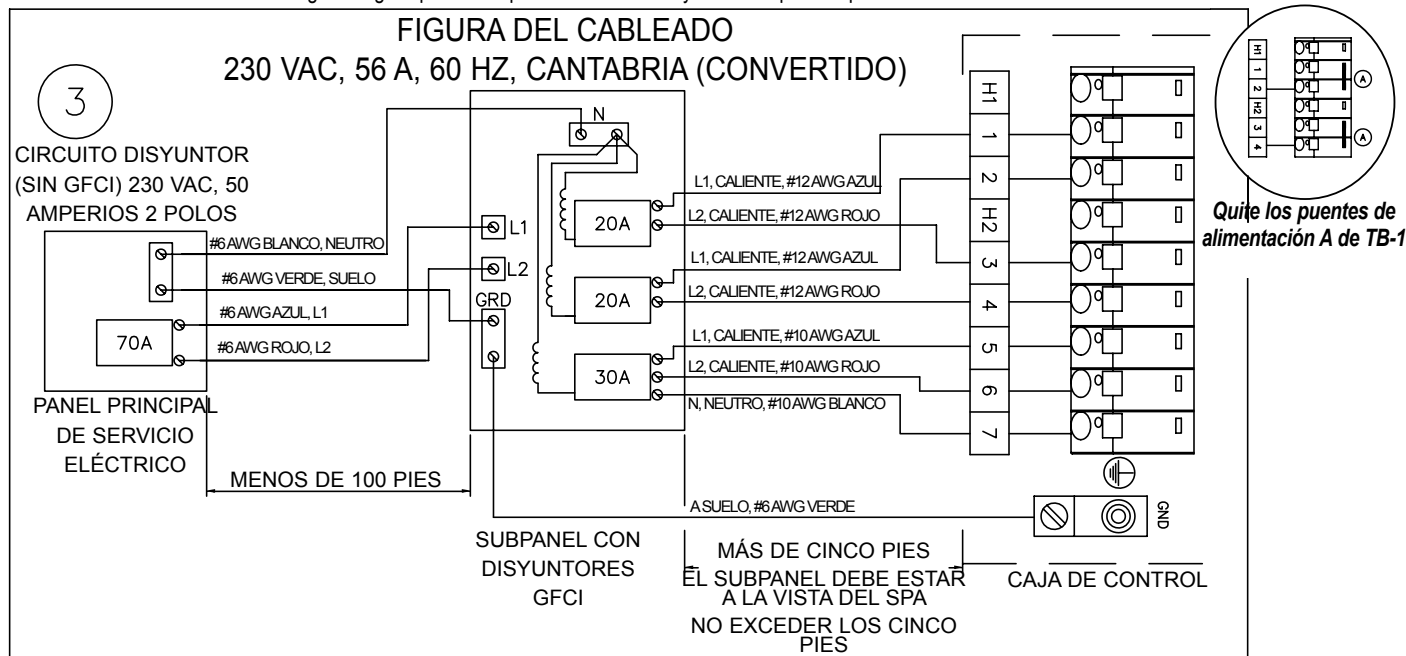 FIGURA DEL CABLEADO
230 VAC, 56 A, 60 HZ, CANTABRIA (CONVERTIDO)
3
CIRCUITO DISYUNTOR
(SIN GFCI) 230 VAC, 50
AMPERIOS 2 POLOS
#6 AWG BLANCO, NEUTRO
#6 AWG VERDE, SUELO
#6 AWG AZUL, L1
#6 AWG ROJO, L2
70A
PANEL PRINCIPAL
DE SERVICIO
ELÉCTRICO
MENOS DE 100 PIES
N
L1
L2
GRD
20A
20A
30A
SUBPANEL CON
DISYUNTORES
GFCI
L1, CALIENTE, #12 AWG AZUL
L2, CALIENTE, #12 AWG ROJO
L1, CALIENTE, #12 AWG AZUL
L2, CALIENTE, #12 AWG ROJO
L1, CALIENTE, #10 AWG AZUL
L2, CALIENTE, #10 AWG ROJO
N, NEUTRO, #10 AWG BLANCO
A SUELO, #6 AWG VERDE
MÁS DE CINCO PIES
EL SUBPANEL DEBE ESTAR
A LA VISTA DEL SPA
NO EXCEDER LOS CINCO
PIES
H1
1
2
H2
3
4
5
6
7
GND
CAJA DE CONTROL
H1
1
2
H2
3
4
A
A
Quite los puentes de
alimentación A de TB-1